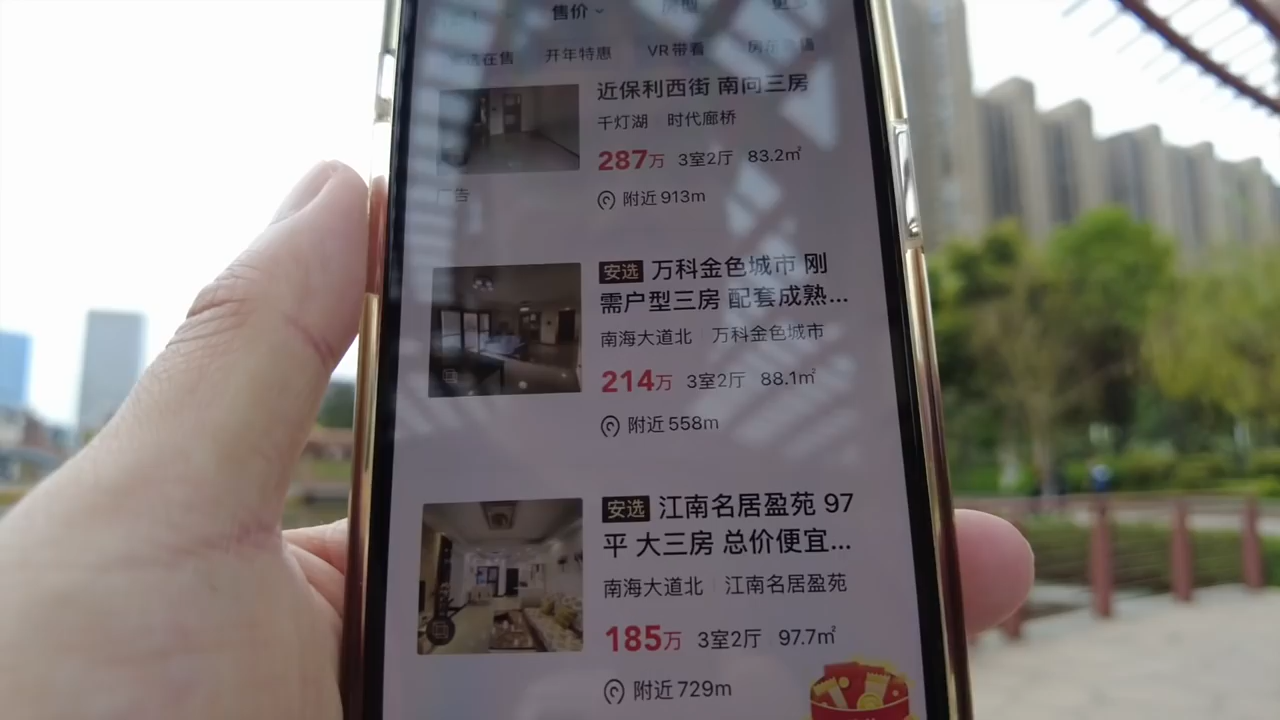 售价
在售 开年特惠 VR带看
近保利西街 南向三房
千灯湖 时代廊桥
287万 3室2厅 83.2㎡
广告
附近913m
安选 万科金色城市 刚
需户型三房 配套成熟...
南海大道北 万科金色城市
214万 3室2厅 88.1㎡
附近558m
安选 江南名居盈苑 97
平 大三房 总价便宜...
南海大道北 江南名居盈苑
185万 3室2厅 97.7㎡
附近729m